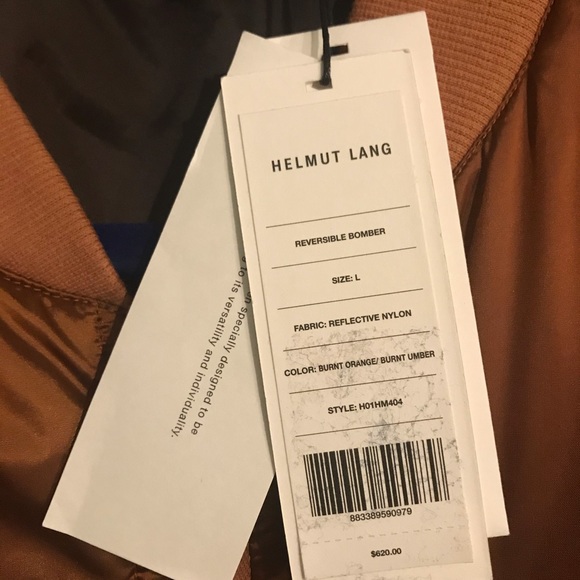 HELMUT LANG
REVERSIBLE BOMBER
SIZE: L
FABRIC: REFLECTIVE NYLON
COLOR: BURNT ORANGE/ BURNT UMBER
STYLE: H01HM404
883389590979
$620.00
specially designed to be
to its versatility and individuality.